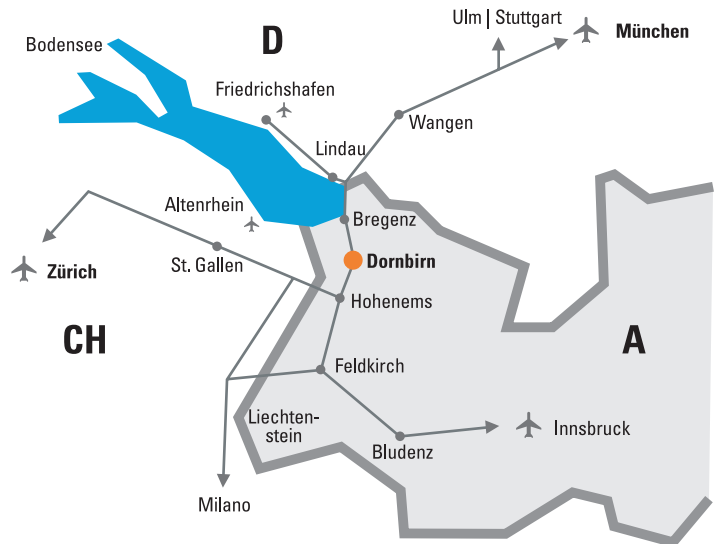 Ulm | Stuttgart
München
Bodensee
D
Friedrichshafen
Wangen
Lindau
Altenrhein
Bregenz
St. Gallen
Dornbirn
Zürich
Hohenems
CH
A
Feldkirch
Liechten-
stein
Innsbruck
Bludenz
Milano